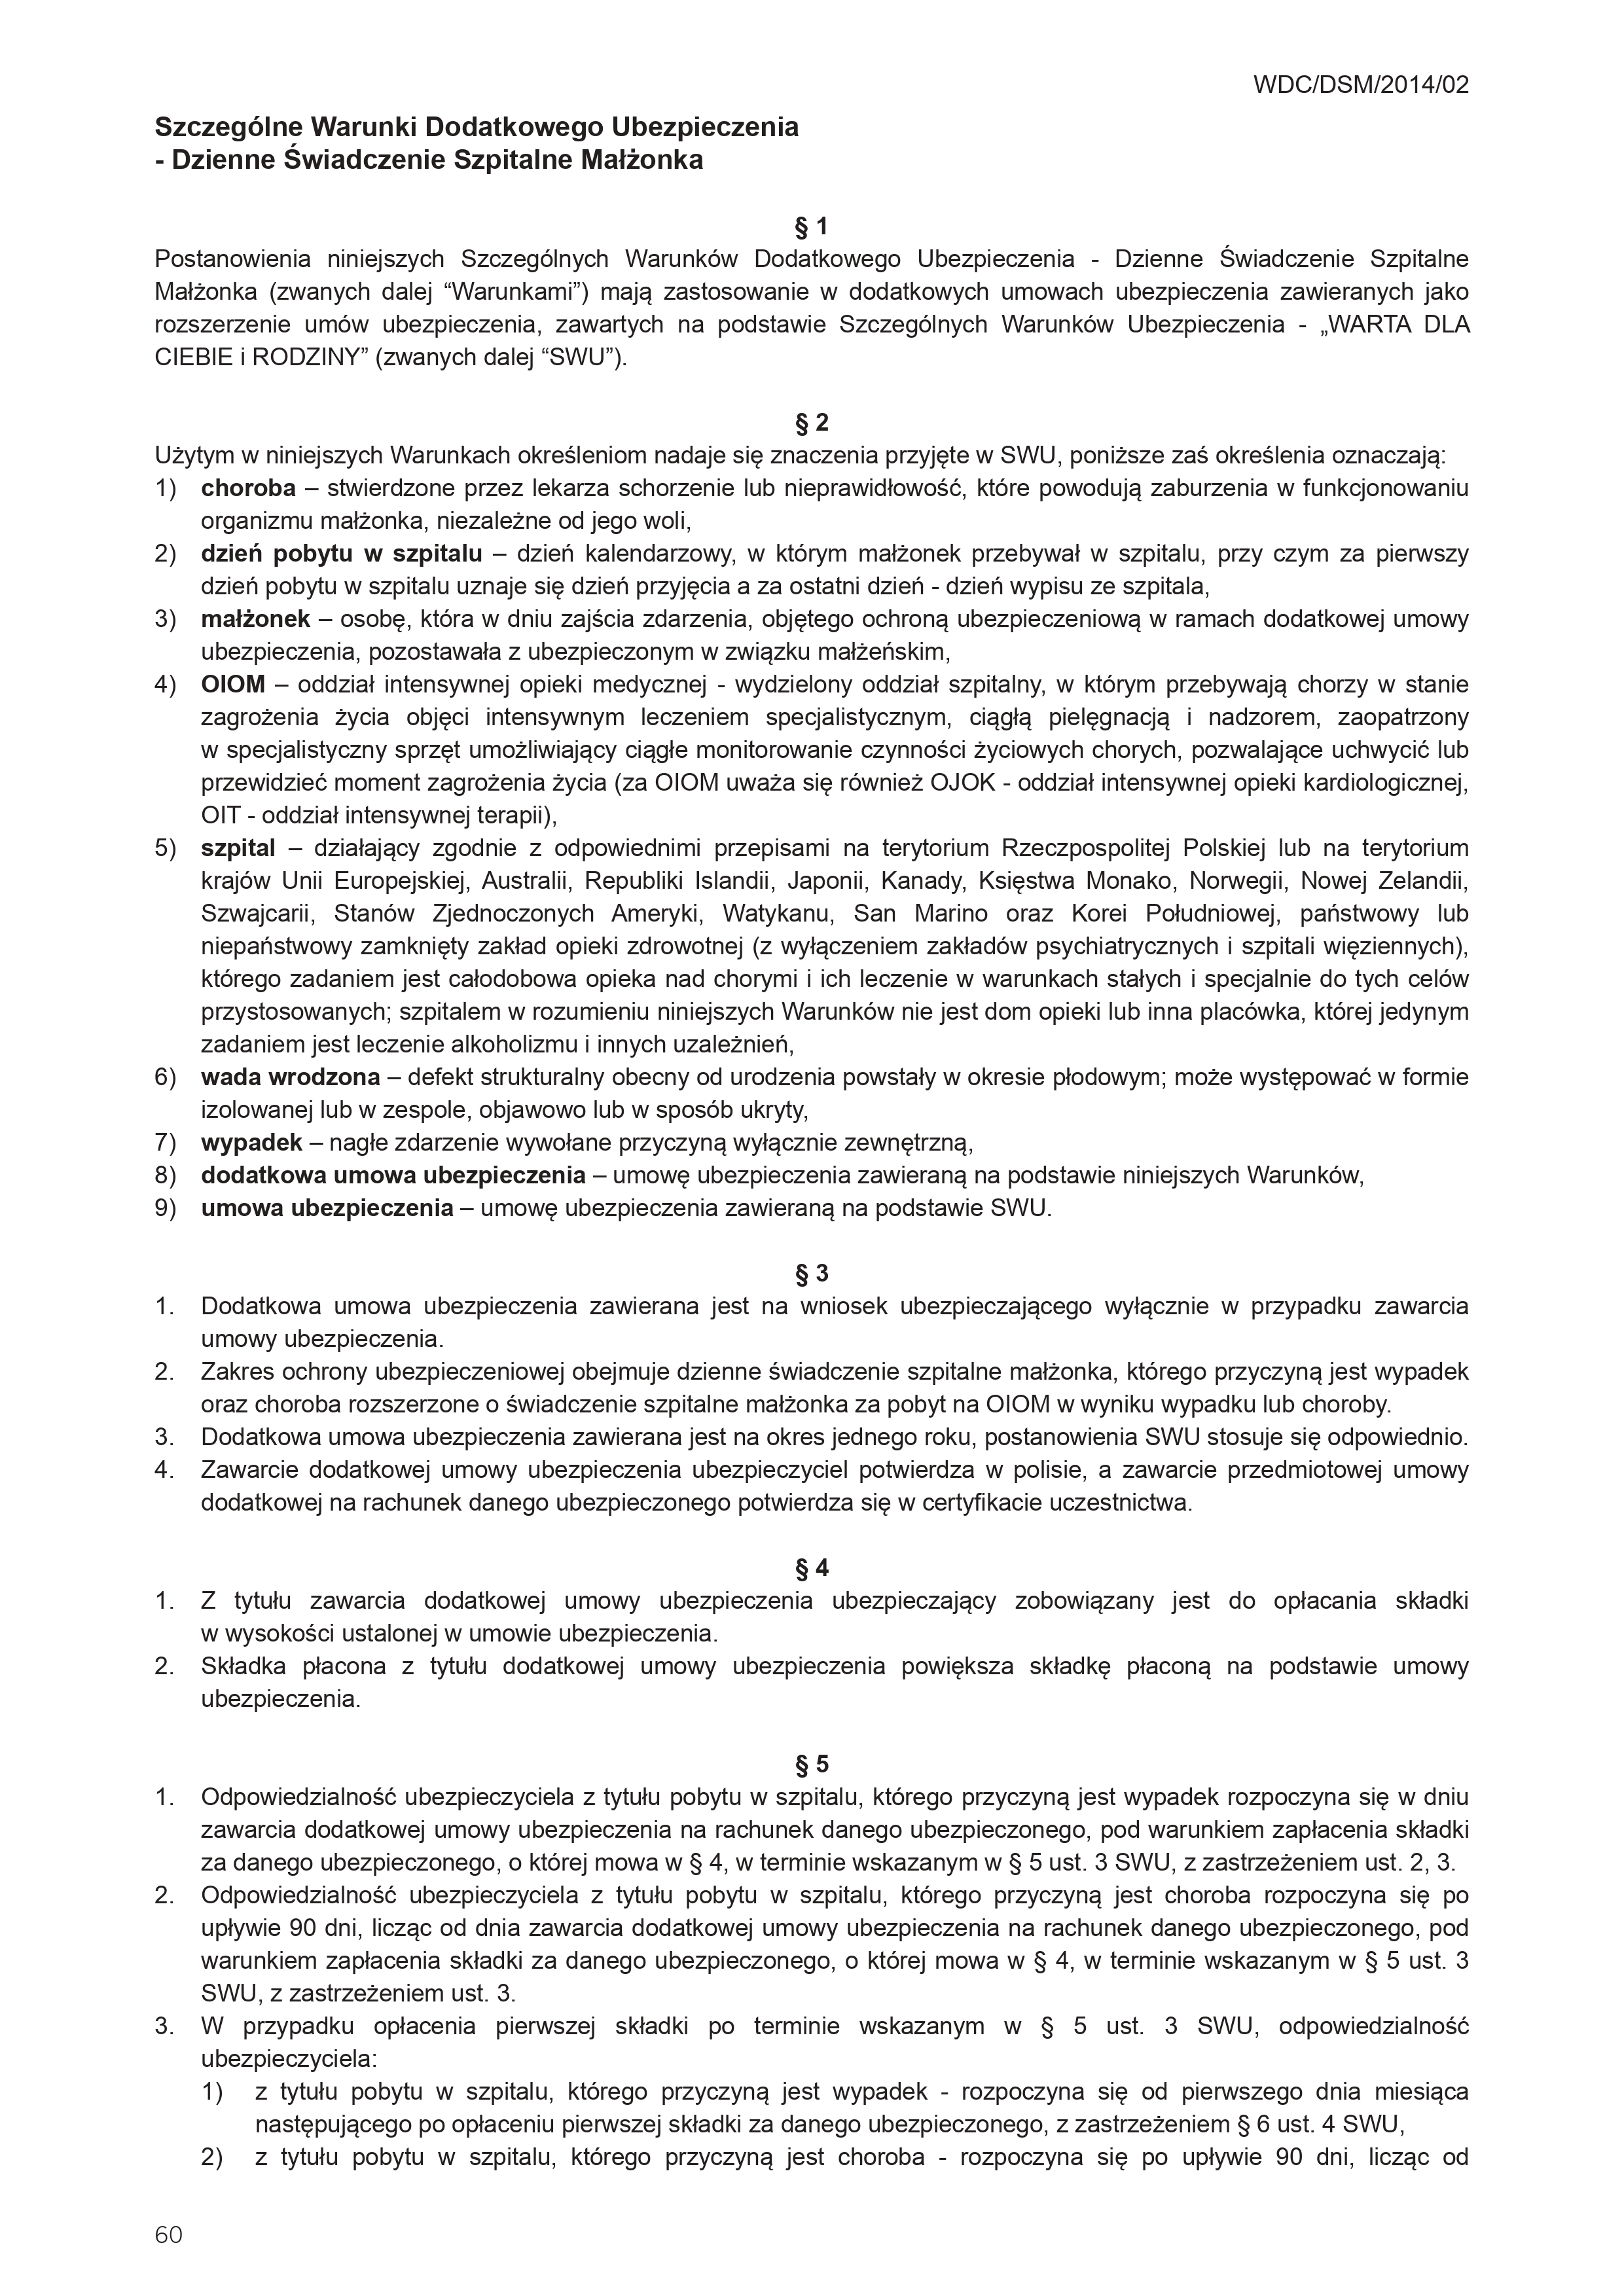 WDC/DSM/2014/02
Szczególne Warunki Dodatkowego Ubezpieczenia
- Dzienne Świadczenie Szpitalne Małżonka
§ 1
Postanowienia niniejszych Szczególnych Warunków Dodatkowego Ubezpieczenia - Dzienne Świadczenie Szpitalne
Małżonka (zwanych dalej “Warunkami”) mają zastosowanie w dodatkowych umowach ubezpieczenia zawieranych jako
rozszerzenie umów ubezpieczenia, zawartych na podstawie Szczególnych Warunków Ubezpieczenia - „WARTA DLA
CIEBIE i RODZINY” (zwanych dalej “SWU”).
§ 2
Użytym w niniejszych Warunkach określeniom nadaje się znaczenia przyjęte w SWU, poniższe zaś określenia oznaczają:
1) choroba – stwierdzone przez lekarza schorzenie lub nieprawidłowość, które powodują zaburzenia w funkcjonowaniu
organizmu małżonka, niezależne od jego woli,
2) dzień pobytu w szpitalu – dzień kalendarzowy, w którym małżonek przebywał w szpitalu, przy czym za pierwszy
dzień pobytu w szpitalu uznaje się dzień przyjęcia a za ostatni dzień - dzień wypisu ze szpitala,
3) małżonek – osobę, która w dniu zajścia zdarzenia, objętego ochroną ubezpieczeniową w ramach dodatkowej umowy
ubezpieczenia, pozostawała z ubezpieczonym w związku małżeńskim,
4) OIOM – oddział intensywnej opieki medycznej - wydzielony oddział szpitalny, w którym przebywają chorzy w stanie
zagrożenia życia objęci intensywnym leczeniem specjalistycznym, ciągłą pielęgnacją i nadzorem, zaopatrzony
w specjalistyczny sprzęt umożliwiający ciągłe monitorowanie czynności życiowych chorych, pozwalające uchwycić lub
przewidzieć moment zagrożenia życia (za OIOM uważa się również OJOK - oddział intensywnej opieki kardiologicznej,
OIT - oddział intensywnej terapii),
5) szpital – działający zgodnie z odpowiednimi przepisami na terytorium Rzeczpospolitej Polskiej lub na terytorium
krajów Unii Europejskiej, Australii, Republiki Islandii, Japonii, Kanady, Księstwa Monako, Norwegii, Nowej Zelandii,
Szwajcarii, Stanów Zjednoczonych Ameryki, Watykanu, San Marino oraz Korei Południowej, państwowy lub
niepaństwowy zamknięty zakład opieki zdrowotnej (z wyłączeniem zakładów psychiatrycznych i szpitali więziennych),
którego zadaniem jest całodobowa opieka nad chorymi i ich leczenie w warunkach stałych i specjalnie do tych celów
przystosowanych; szpitalem w rozumieniu niniejszych Warunków nie jest dom opieki lub inna placówka, której jedynym
zadaniem jest leczenie alkoholizmu i innych uzależnień,
6) wada wrodzona – defekt strukturalny obecny od urodzenia powstały w okresie płodowym; może występować w formie
izolowanej lub w zespole, objawowo lub w sposób ukryty,
7) wypadek – nagłe zdarzenie wywołane przyczyną wyłącznie zewnętrzną,
8) dodatkowa umowa ubezpieczenia – umowę ubezpieczenia zawieraną na podstawie niniejszych Warunków,
9) umowa ubezpieczenia – umowę ubezpieczenia zawieraną na podstawie SWU.
§ 3
1. Dodatkowa umowa ubezpieczenia zawierana jest na wniosek ubezpieczającego wyłącznie w przypadku zawarcia
umowy ubezpieczenia.
2. Zakres ochrony ubezpieczeniowej obejmuje dzienne świadczenie szpitalne małżonka, którego przyczyną jest wypadek
oraz choroba rozszerzone o świadczenie szpitalne małżonka za pobyt na OIOM w wyniku wypadku lub choroby.
3. Dodatkowa umowa ubezpieczenia zawierana jest na okres jednego roku, postanowienia SWU stosuje się odpowiednio.
4. Zawarcie dodatkowej umowy ubezpieczenia ubezpieczyciel potwierdza w polisie, a zawarcie przedmiotowej umowy
dodatkowej na rachunek danego ubezpieczonego potwierdza się w certyfikacie uczestnictwa.
§ 4
1. Z tytułu zawarcia dodatkowej umowy ubezpieczenia ubezpieczający zobowiązany jest do opłacania składki
w wysokości ustalonej w umowie ubezpieczenia.
2. Składka płacona z tytułu dodatkowej umowy ubezpieczenia powiększa składkę płaconą na podstawie umowy
ubezpieczenia.
§ 5
1. Odpowiedzialność ubezpieczyciela z tytułu pobytu w szpitalu, którego przyczyną jest wypadek rozpoczyna się w dniu
zawarcia dodatkowej umowy ubezpieczenia na rachunek danego ubezpieczonego, pod warunkiem zapłacenia składki
za danego ubezpieczonego, o której mowa w § 4, w terminie wskazanym w § 5 ust. 3 SWU, z zastrzeżeniem ust. 2, 3.
2. Odpowiedzialność ubezpieczyciela z tytułu pobytu w szpitalu, którego przyczyną jest choroba rozpoczyna się po
upływie 90 dni, licząc od dnia zawarcia dodatkowej umowy ubezpieczenia na rachunek danego ubezpieczonego, pod
warunkiem zapłacenia składki za danego ubezpieczonego, o której mowa w § 4, w terminie wskazanym w § 5 ust. 3
SWU, z zastrzeżeniem ust. 3.
3. W przypadku opłacenia pierwszej składki po terminie wskazanym w § 5 ust. 3 SWU, odpowiedzialność
ubezpieczyciela:
1) z tytułu pobytu w szpitalu, którego przyczyną jest wypadek - rozpoczyna się od pierwszego dnia miesiąca
następującego po opłaceniu pierwszej składki za danego ubezpieczonego, z zastrzeżeniem § 6 ust. 4 SWU,
2) z tytułu pobytu w szpitalu, którego przyczyną jest choroba - rozpoczyna się po upływie 90 dni, licząc od
60